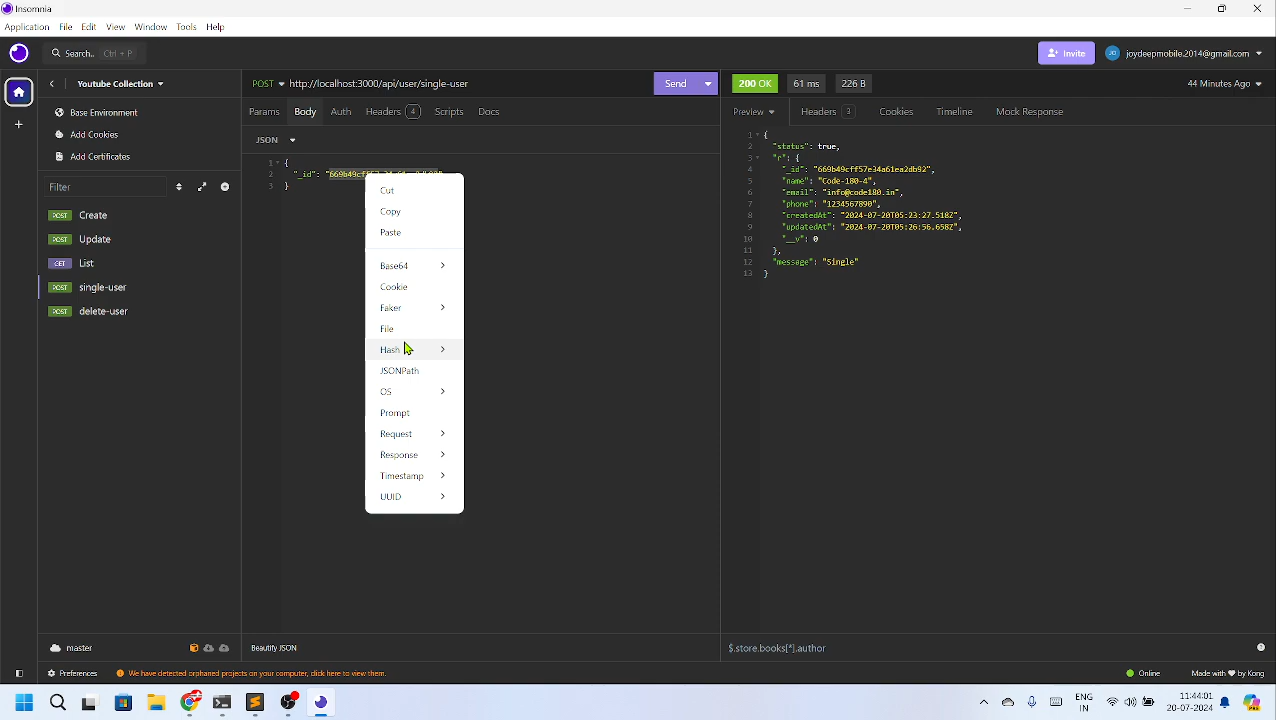 Insomnia
Application File Edit View Window Tools Help
Search.. Ctrl + P
Invite
JO joydeepmobile.2014@gmail.com
Youtube Collection
POST http://localhost:3000/api/user/single-user
Send
200 OK 61 ms 226 B
44 Minutes Ago
Base Environment
Add Cookies
Add Certificates
Params Body Auth Headers 4 Scripts Docs
Preview Headers 3 Cookies Timeline Mock Response
JSON
Filter
POST Create
POST Update
GET List
POST single-user
POST delete-user
1 {
2 "_id": "669b49cff57e34a61ea2db92"
3 }
Cut
Copy
Paste
Base64
Cookie
Faker
File
Hash
JSONPath
OS
Prompt
Request
Response
Timestamp
UUID
1 {
2 "status": true,
3 "r": {
4 "_id": "669b49cff57e34a61ea2db92",
5 "name": "Code-180-4",
6 "email": "info@code180.in",
7 "phone": "1234567890",
8 "createdAt": "2024-07-20T05:23:27.518Z",
9 "updatedAt": "2024-07-20T05:26:56.658Z",
10 "__v": 0
11 },
12 "message": "Single"
13 }
master
Beautify JSON
$.store.books[*].author
Preferences
We have detected orphaned projects on your computer, click here to view them.
Online
Made with ♥ by Kong
ENG
IN
11:44:01
20-07-2024